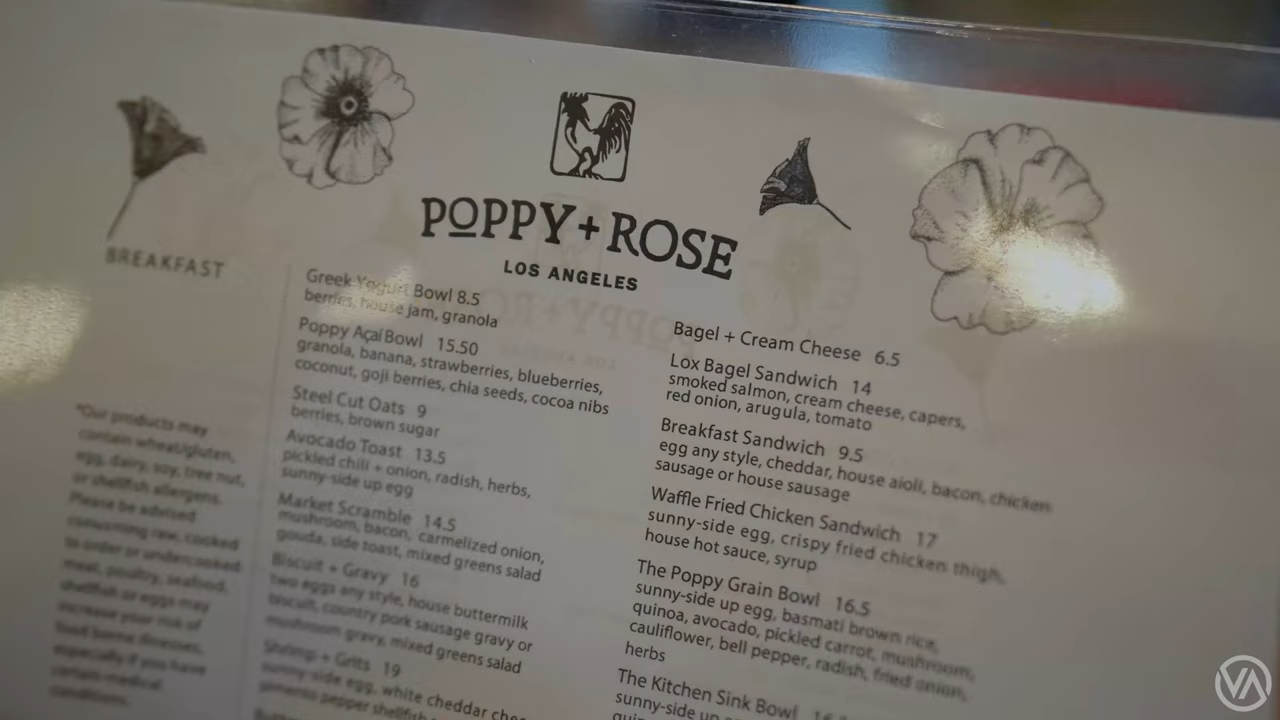 POPPY + ROSE
LOS ANGELES
BREAKFAST
*Our products may
contain wheat/gluten,
egg, dairy, soy, tree nut,
or shellfish allergens.
Please be advised
consuming raw, cooked
to order or undercooked
meat, poultry, seafood,
shellfish or eggs may
increase your risk of
food borne illnesses,
especially if you have
certain medical
conditions.
Greek Yogurt Bowl 8.5
berries, house jam, granola
Poppy Açaí Bowl 15.50
granola, banana, strawberries, blueberries,
coconut, goji berries, chia seeds, cocoa nibs
Steel Cut Oats 9
berries, brown sugar
Avocado Toast 13.5
pickled chili + onion, radish, herbs,
sunny-side up egg
Market Scramble 14.5
mushroom, bacon, carmelized onion,
gouda, side toast, mixed greens salad
Biscuit + Gravy 16
two eggs any style, house buttermilk
biscuit, country pork sausage gravy or
mushroom gravy, mixed greens salad
Shrimp + Grits 19
sunny side egg, white cheddar
pimento pepper
Bagel + Cream Cheese 6.5
Lox Bagel Sandwich 14
smoked salmon, cream cheese, capers,
red onion, arugula, tomato
Breakfast Sandwich 9.5
egg any style, cheddar, house aioli, bacon, chicken
sausage or house sausage
Waffle Fried Chicken Sandwich 17
sunny-side egg, crispy fried chicken thigh,
house hot sauce, syrup
The Poppy Grain Bowl 16.5
sunny-side up egg, basmati brown rice,
quinoa, avocado, pickled carrot, mushroom,
cauliflower, bell pepper, radish, fried onion,
herbs
The Kitchen Sink Bowl
sunny-side up
VA